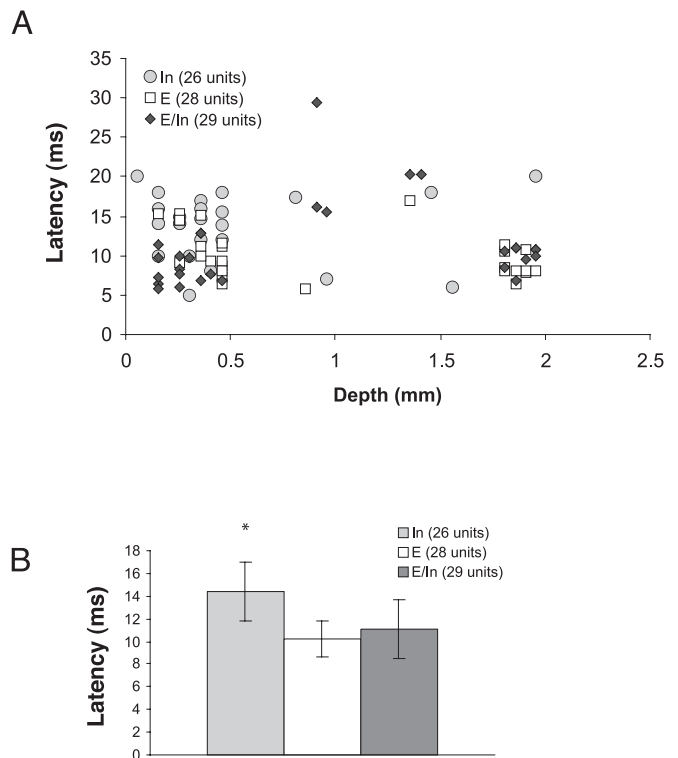 A
Latency (ms)
35
30
25
20
15
10
5
0
In (26 units)
E (28 units)
E/In (29 units)
0 0.5 1 1.5 2 2.5
Depth (mm)
B
Latency (ms)
*
18
16
14
12
10
8
6
4
2
0
In (26 units)
E (28 units)
E/In (29 units)